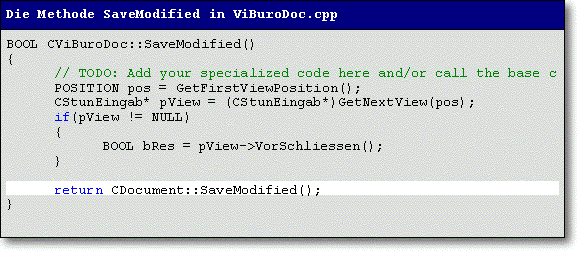 Die Methode SaveModified in ViBuroDoc.cpp
BOOL CViBuroDoc::SaveModified()
{
// TODO: Add your specialized code here and/or call the base c
POSITION pos = GetFirstViewPosition();
CStunEingab* pView = (CStunEingab*)GetNextView(pos);
if(pView != NULL)
{
BOOL bRes = pView->VorSchliessen();
}
return CDocument::SaveModified();
}